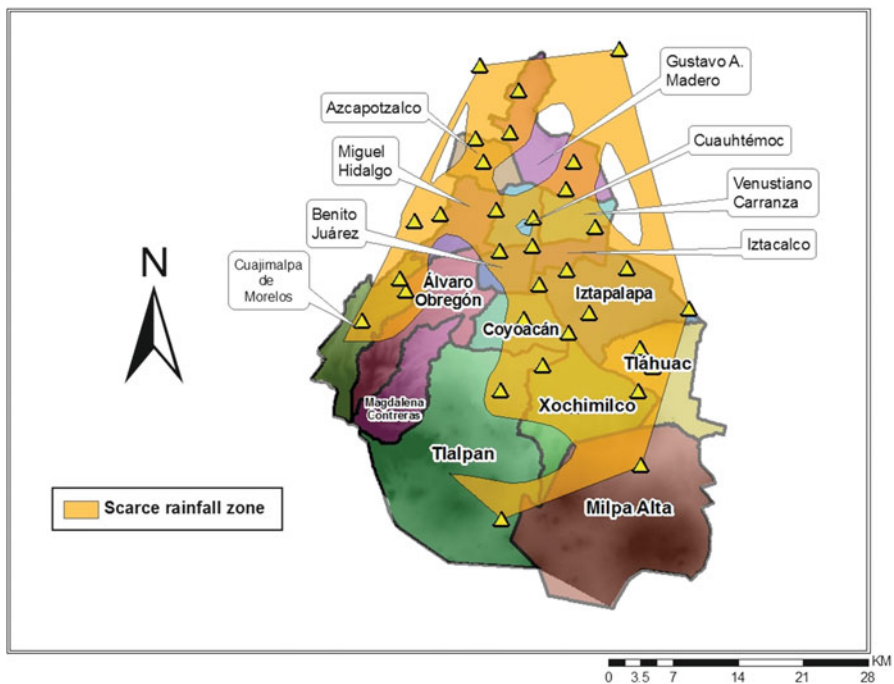 Gustavo A.
Madero
Azcapotzalco
Cuauhtémoc
Miguel
Hidalgo
Venustiano
Carranza
Benito
Juárez
Iztacalco
N
Cuajimalpa
de
Morelos
Álvaro
Obregón
Iztapalapa
Coyoacán
Tláhuac
Magdalena
Contreras
Xochimilco
Tlalpan
Scarce rainfall zone
Milpa Alta
KM
0 3.5 7 14 21 28